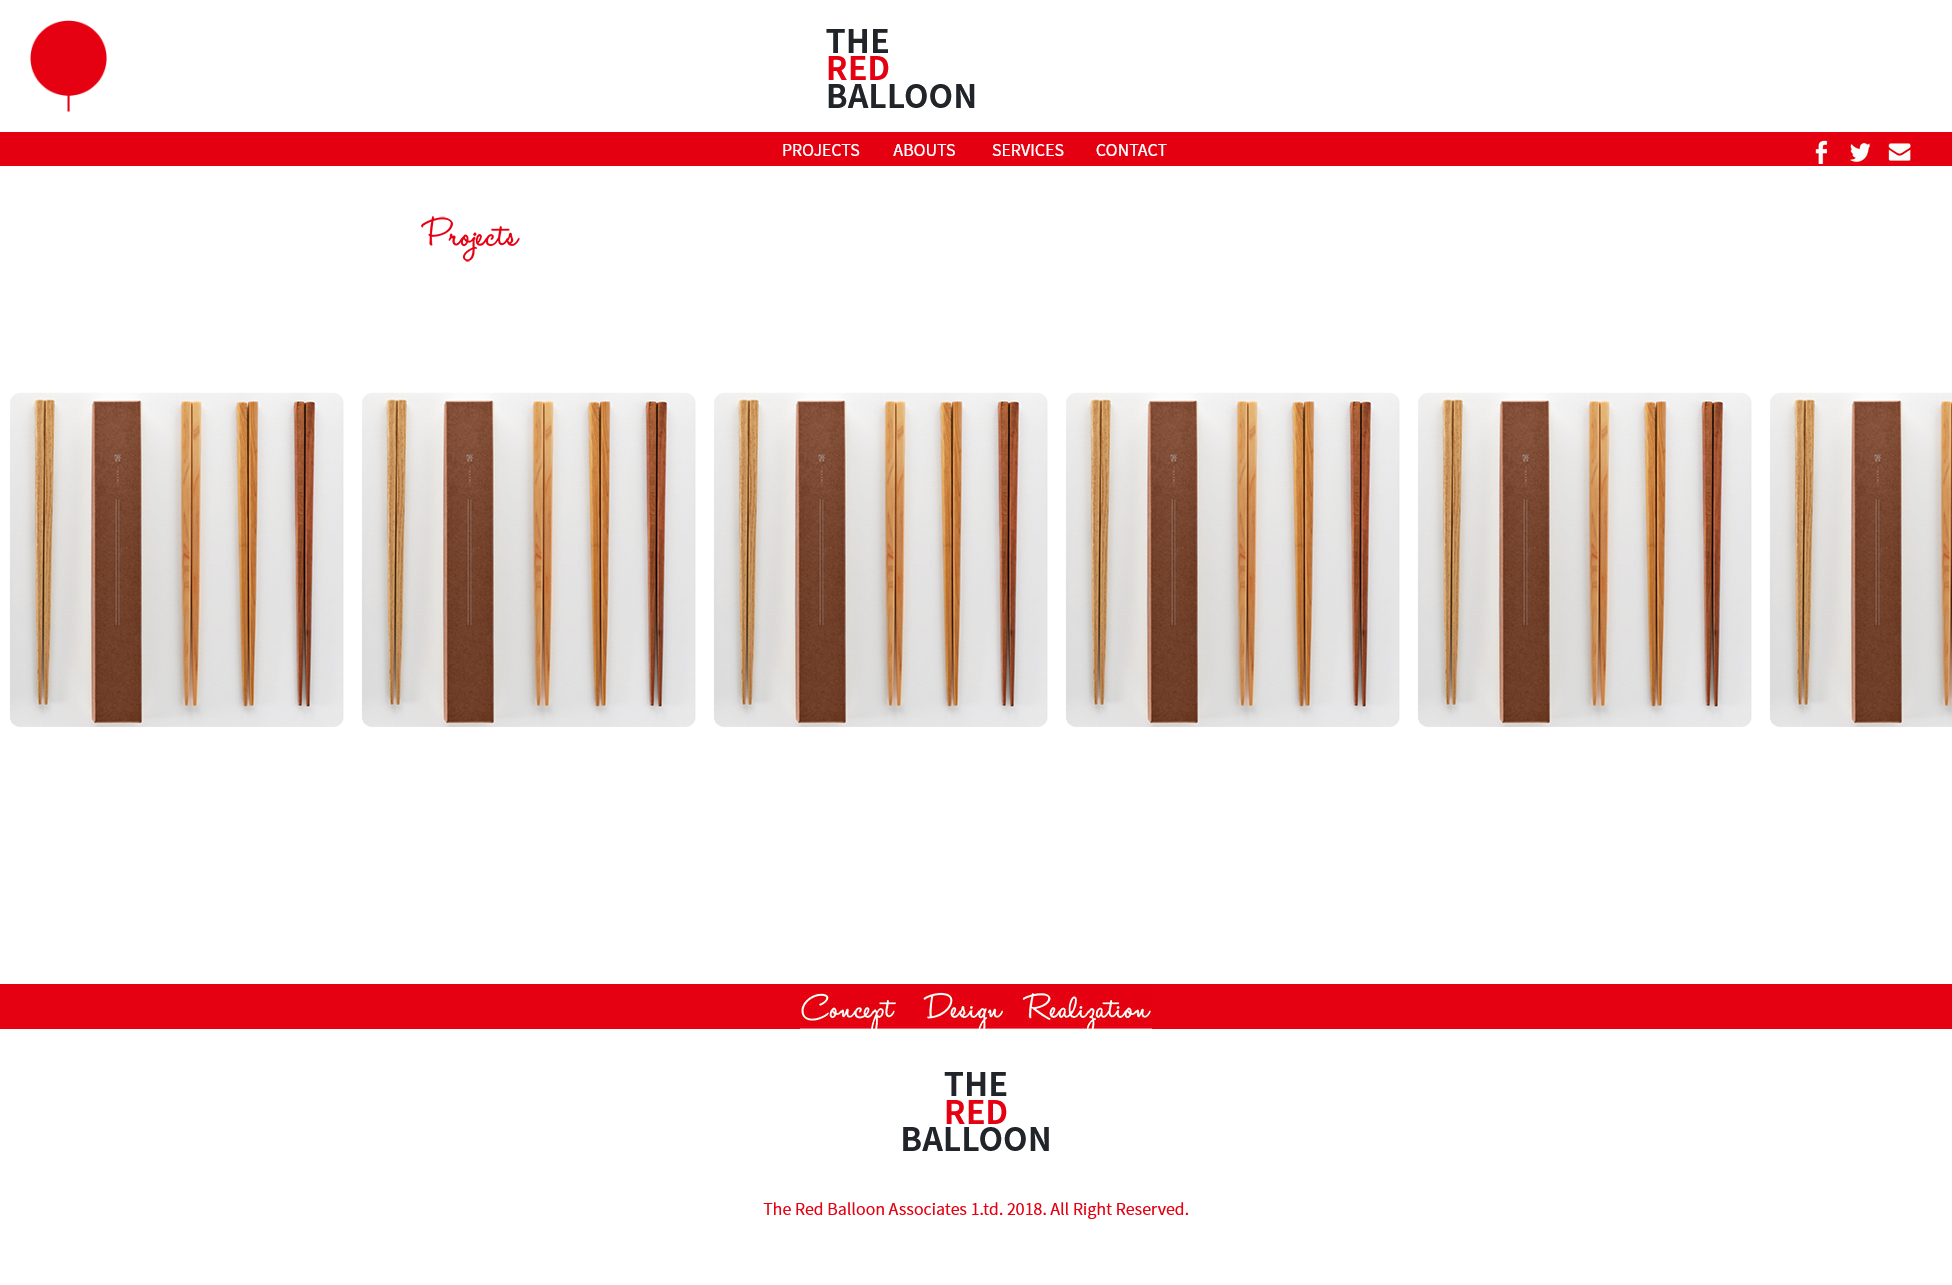 THE
RED
BALLOON
PROJECTS ABOUTS SERVICES CONTACT
Projects
Concept Design Realization
THE
RED
BALLOON
The Red Balloon Associates 1.td. 2018. All Right Reserved.